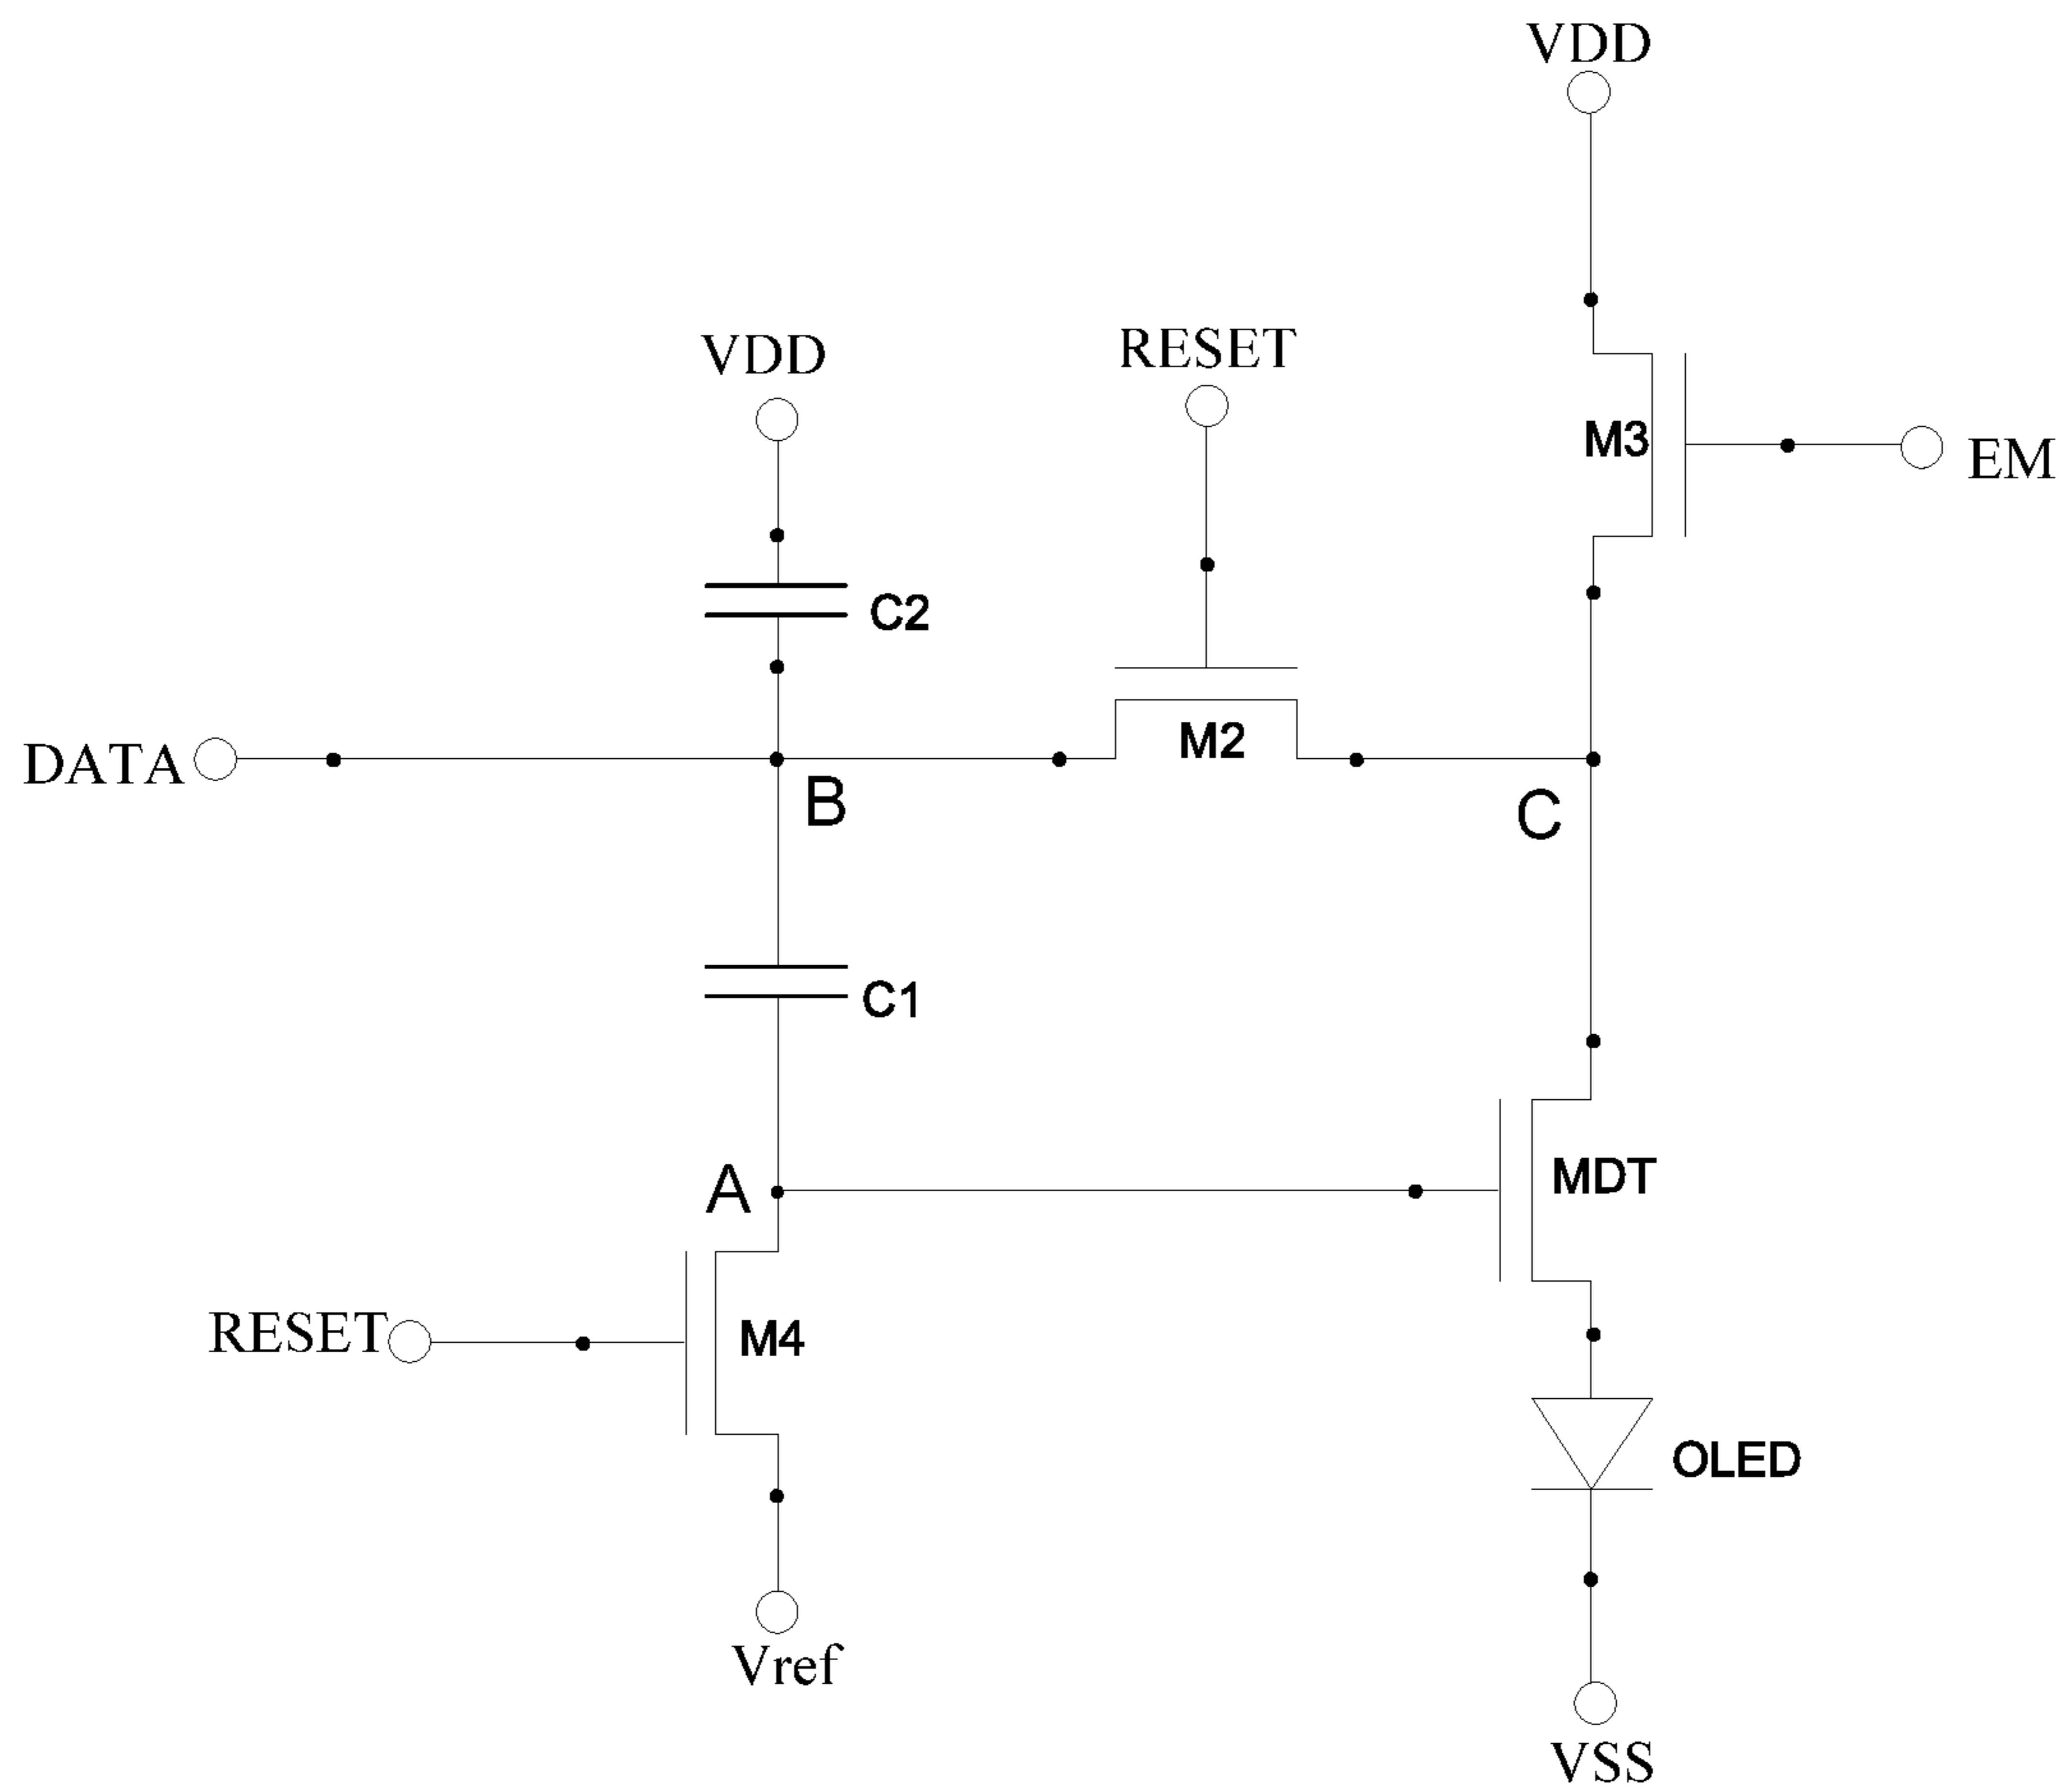 VDD
VDD
RESET
M3
EM
C2
DATA
M2
B
C
C1
A
MDT
RESET
M4
OLED
Vref
VSS